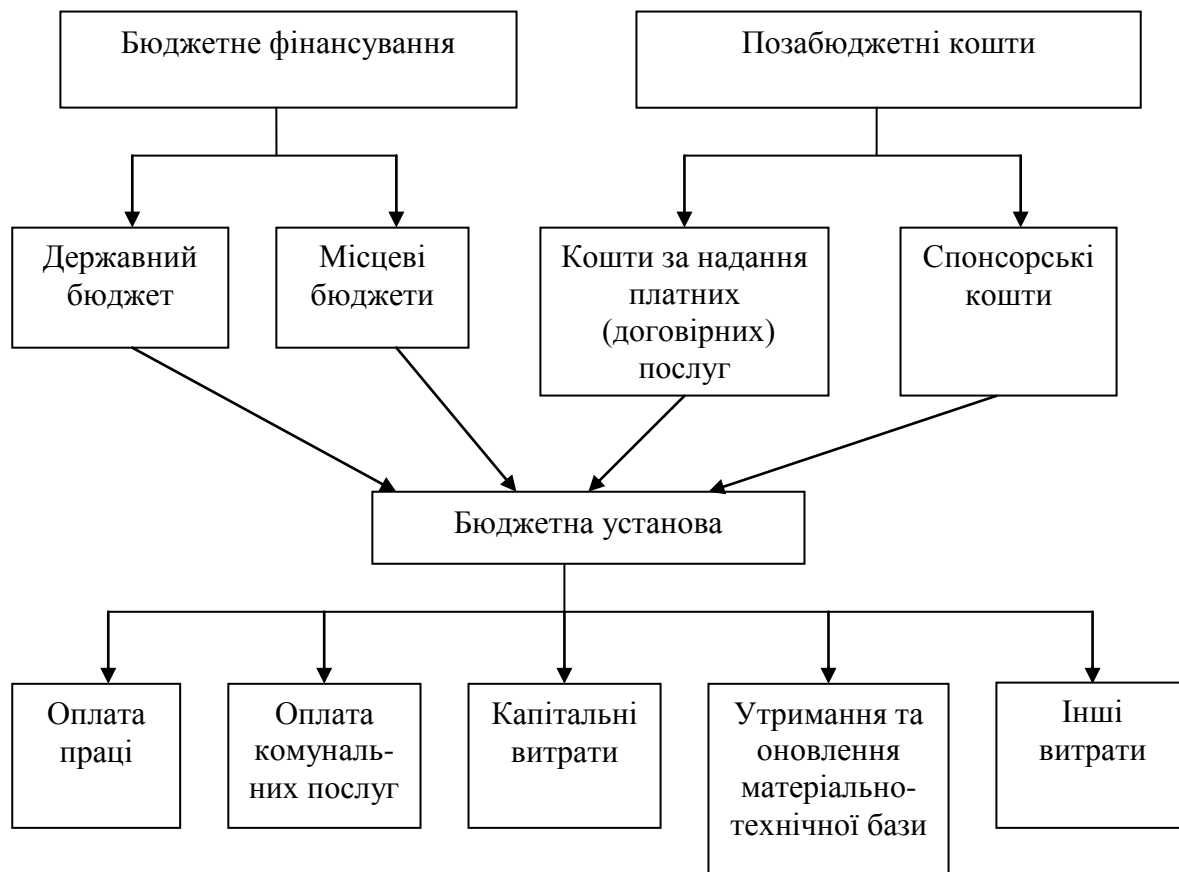 Бюджетне фінансування
Позабюджетні кошти
Державний
бюджет
Місцеві
бюджети
Кошти за надання
платних
(договірних)
послуг
Спонсорські
кошти
Бюджетна установа
Оплата
праці
Оплата
комуналь-
них послуг
Капітальні
витрати
Утримання та
оновлення
матеріально-
технічної бази
Інші
витрати